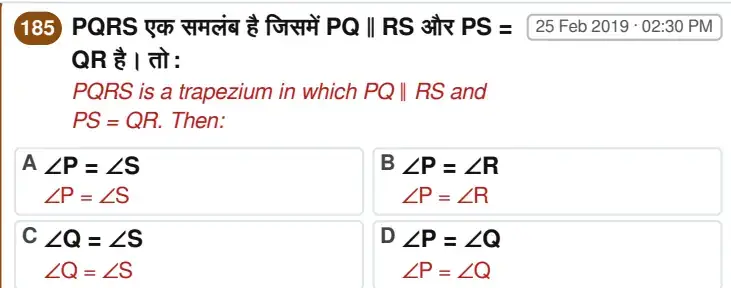 185 PQRS एक समलंब है जिसमें PQ || RS और PS = 25 Feb 2019 · 02:30 PM
QR है। तो :
PQRS is a trapezium in which PQ || RS and
PS = QR. Then:
A ∠P = ∠S
∠P = ∠S
B ∠P = ∠R
∠P = ∠R
C ∠Q = ∠S
∠Q = ∠S
D ∠P = ∠Q
∠P = ∠Q